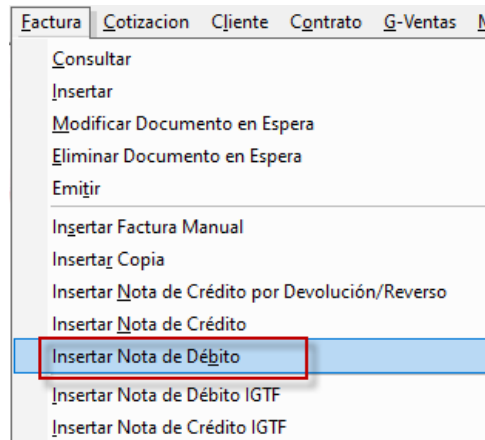 Factura Cotizacion Cliente Contrato G-Ventas
Consultar
Insertar
Modificar Documento en Espera
Eliminar Documento en Espera
Emitir
Insertar Factura Manual
Insertar Copia
Insertar Nota de Crédito por Devolución/Reverso
Insertar Nota de Crédito
Insertar Nota de Débito
Insertar Nota de Débito IGTF
Insertar Nota de Crédito IGTF